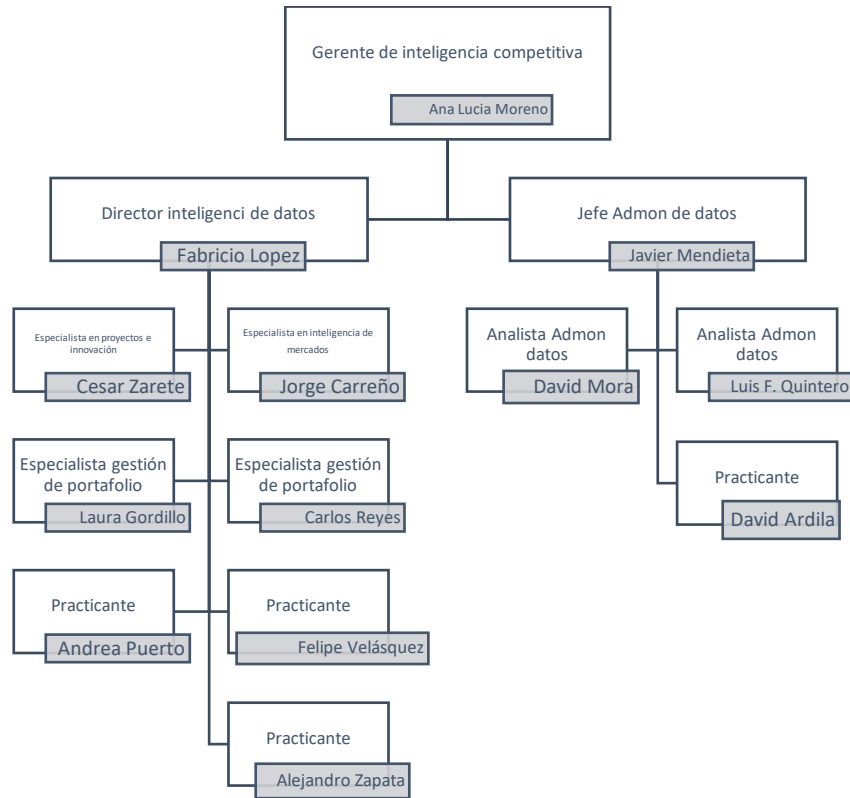 Gerente de inteligencia competitiva
Ana Lucia Moreno
Director inteligenci de datos
Fabricio Lopez
Jefe Admon de datos
Javier Mendieta
Especialista en proyectos e
innovación
Cesar Zarete
Especialista en inteligencia de
mercados
Jorge Carreño
Analista Admon
datos
David Mora
Analista Admon
datos
Luis F. Quintero
Especialista gestión
de portafolio
Laura Gordillo
Especialista gestión
de portafolio
Carlos Reyes
Practicante
David Ardila
Practicante
Andrea Puerto
Practicante
Felipe Velásquez
Practicante
Alejandro Zapata